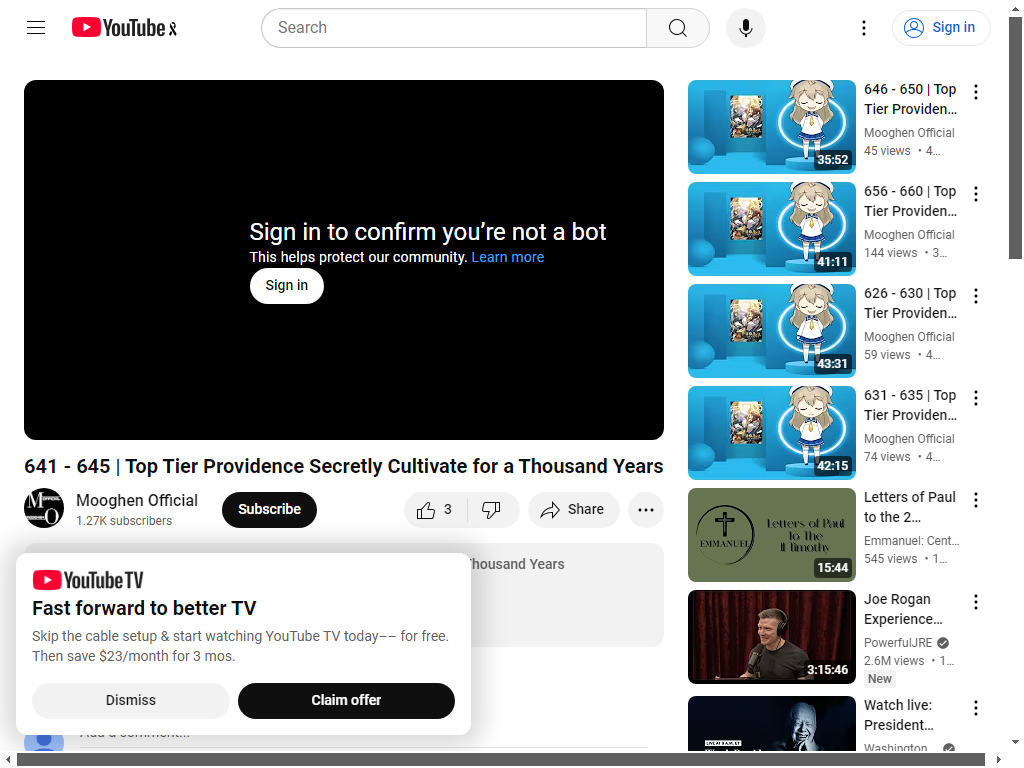 YouTube
Search
Sign in
Sign in to confirm you’re not a bot
This helps protect our community. Learn more
Sign in
641 - 645 | Top Tier Providence Secretly Cultivate for a Thousand Years
Mooghen Official
1.27K subscribers
Subscribe
3
Share
Thousand Years
YouTube TV
Fast forward to better TV
Skip the cable setup & start watching YouTube TV today–– for free.
Then save $23/month for 3 mos.
Dismiss
Claim offer
Add a comment...
35:52
646 - 650 | Top
Tier Providen…
Mooghen Official
45 views • 4…
41:11
656 - 660 | Top
Tier Providen…
Mooghen Official
144 views • 3…
43:31
626 - 630 | Top
Tier Providen…
Mooghen Official
59 views • 4…
42:15
631 - 635 | Top
Tier Providen…
Mooghen Official
74 views • 4…
EMMANUEL
Letters of Paul
To The
II Timothy
15:44
Letters of Paul
to the 2…
Emmanuel: Cent…
545 views • 1…
3:15:46
Joe Rogan
Experience…
PowerfulJRE
2.6M views • 1…
New
LIVE AT 9 A.M. ET
Watch live:
President…
Washington…